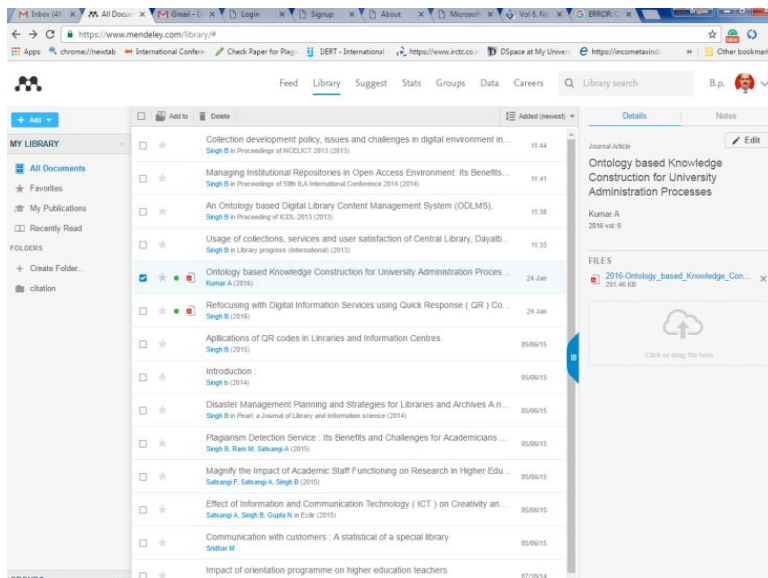 M Inbox (4
All Docum
M Gmail - D
Login
Signup
About
Microsoft
Vol 6, No
ERROR: C
https://www.mendeley.com/library/#
Apps chrome://newtab International Confere Check Paper for Plagi IJERT - International https://www.irctc.co. DSpace at My Univers https://incometaxindi » Other bookmark
Feed Library Suggest Stats Groups Data Careers Library search B.p.
+ Add
Add to Delete Added (newest)
Details Notes
MY LIBRARY
All Documents
Favorites
My Publications
Recently Read
FOLDERS
+ Create Folder...
citation
Collection development policy, issues and challenges in digital environment in... 11:44
Singh B in Proceedings of NCELICT 2013 (2013)
Managing Institutional Repositories in Open Access Environment: Its Benefits... 11:41
Singh B in Proceedings of 59th ILA International Conference 2014 (2014)
An Ontology based Digital Library Content Management System (ODLMS). 11:38
Singh B in Proceeding of ICDL-2013 (2013)
Usage of collections, services and user satisfaction of Central Library, Dayalb... 11:33
Singh B in Library progress (International) (2013)
Ontology based Knowledge Construction for University Administration Proces... 24 Jan
Kumar A (2016)
Refocusing with Digital Information Services using Quick Response ( QR ) Co... 24 Jan
Singh B (2016)
Apllications of QR codes in Linraries and Information Centres 05/06/15
Singh B (2015)
Introduction : 05/06/15
Singh b (2014)
Disaster Management Planning and Strategies for Libraries and Archives A n... 05/06/15
Singh B in Pearl: a Journal of Library and Information science (2014)
Plagiarism Detection Service : Its Benefits and Challenges for Academicians ... 05/06/15
Singh B, Ram M, Satsangi A (2015)
Magnify the Impact of Academic Staff Functioning on Research in Higher Edu... 05/06/15
Satsangi F, Satsangi A, Singh B (2015)
Effect of Information and Communication Technology ( ICT ) on Creativity an... 05/06/15
Satsangi A, Singh B, Gupta N in Eslik (2015)
Communication with customers : A statistical of a special library 05/06/15
Sridhar M
Impact of orientation programme on higher education teachers 07/10/14
Journal Article
Edit
Ontology based Knowledge
Construction for University
Administration Processes
Kumar A
2016 vol: 0
FILES
2016-Ontology_based_Knowledge_Con...
201.46 KB
Click or drag file here